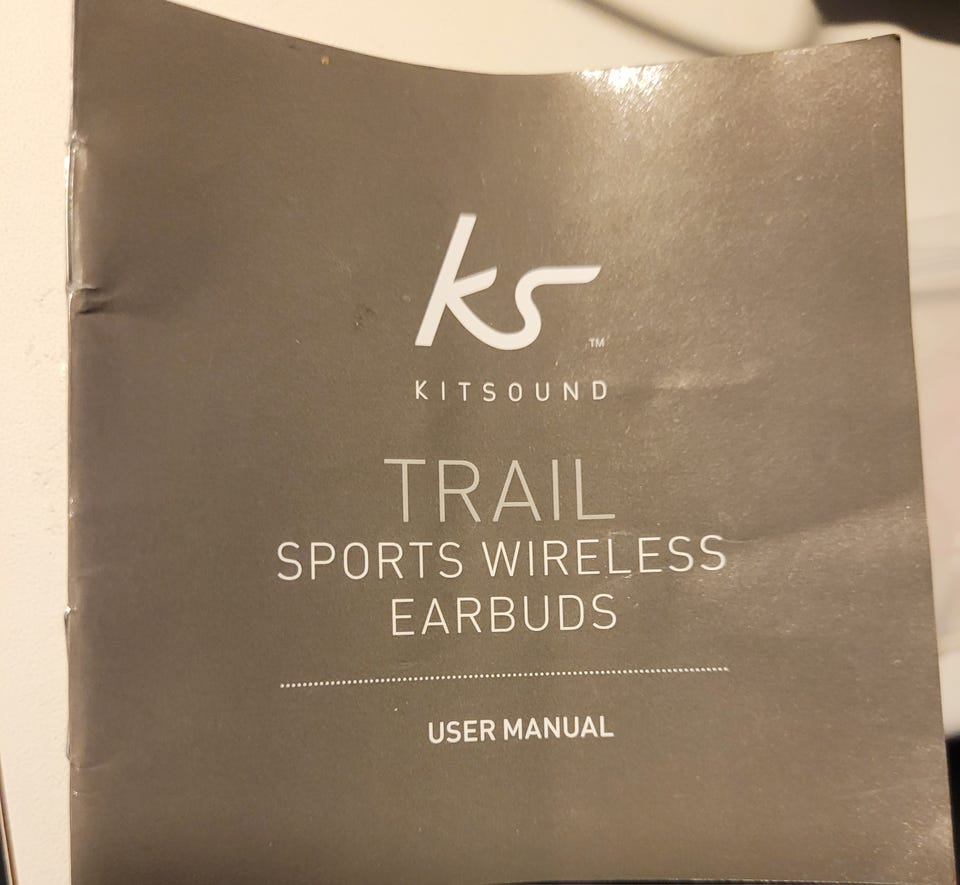 ks
TM
KITSOUND
TRAIL
SPORTS WIRELESS
EARBUDS
USER MANUAL